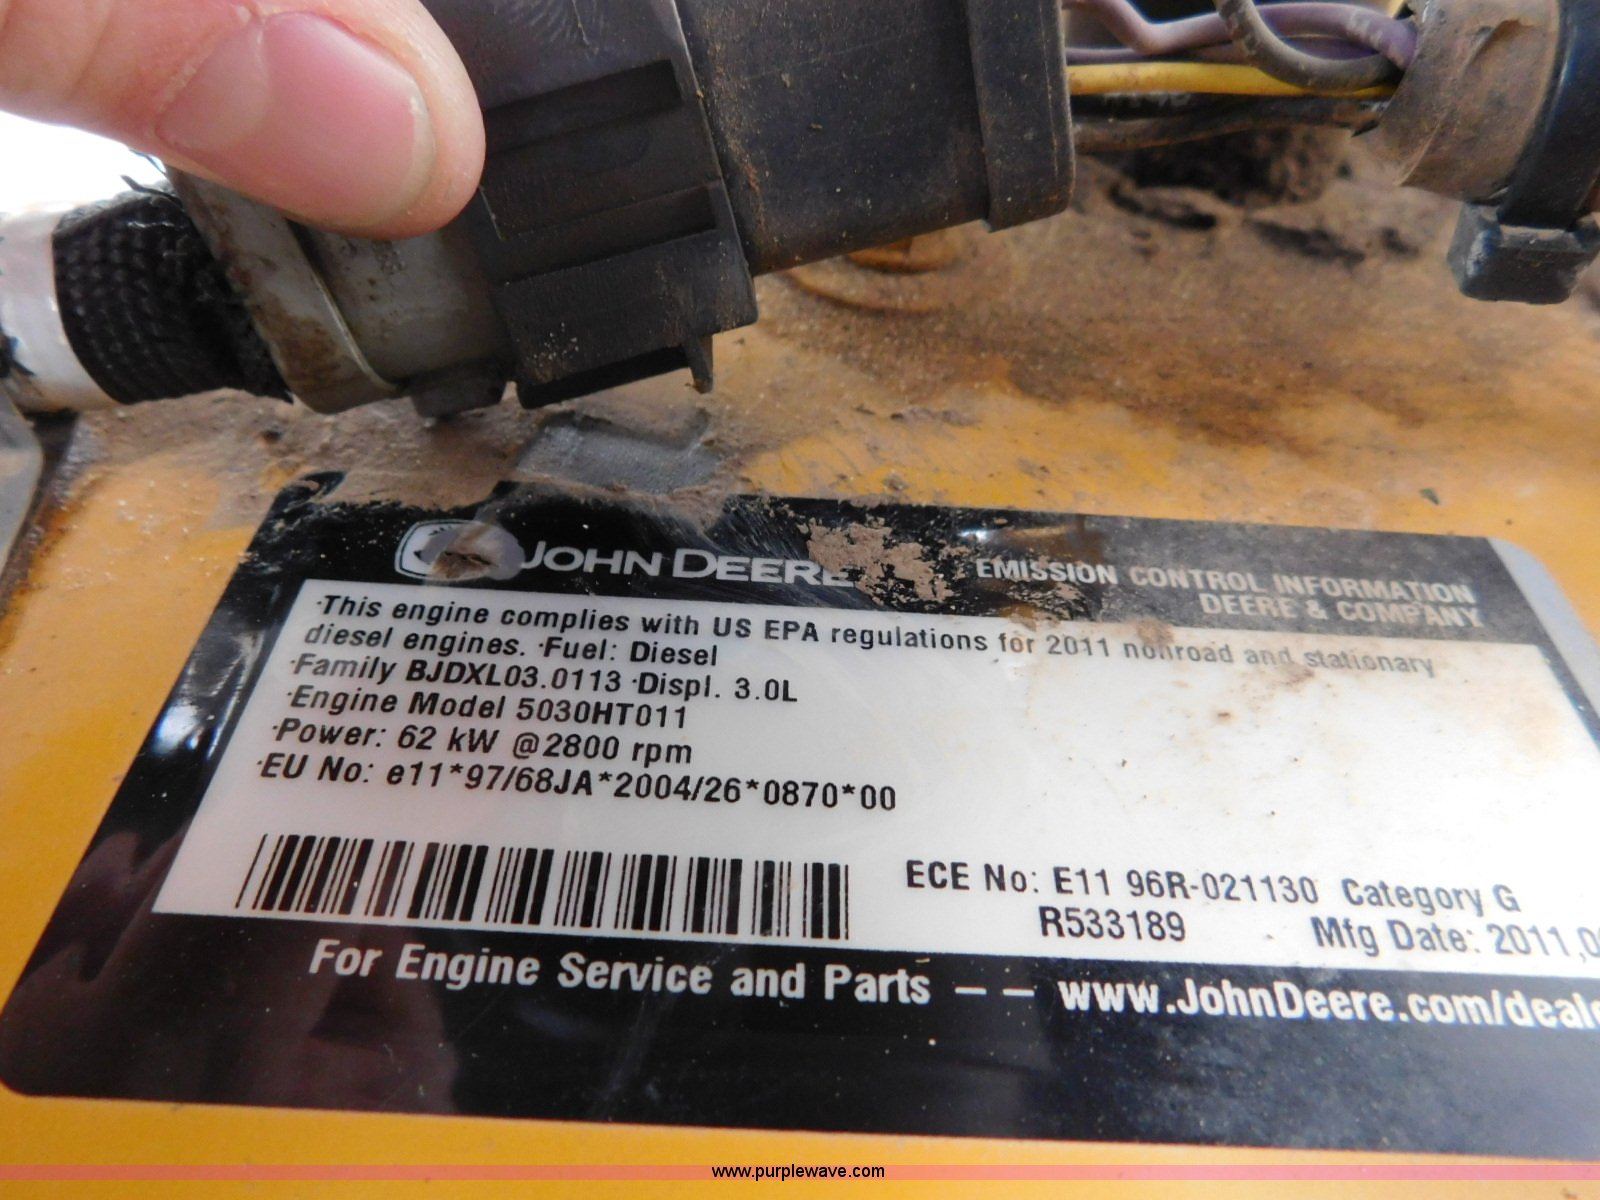 JOHN DEERE
EMISSION CONTROL INFORMATION
DEERE & COMPANY
·This engine complies with US EPA regulations for 2011 nonroad and stationary
diesel engines. ·Fuel: Diesel
·Family BJDXL03.0113 ·Displ. 3.0L
·Engine Model 5030HT011
·Power: 62 kW @2800 rpm
·EU No: e11*97/68JA*2004/26*0870*00
ECE No: E11 96R-021130 Category G
R533189 Mfg Date: 2011,0
For Engine Service and Parts –– www.JohnDeere.com/deale
www.purplewave.com